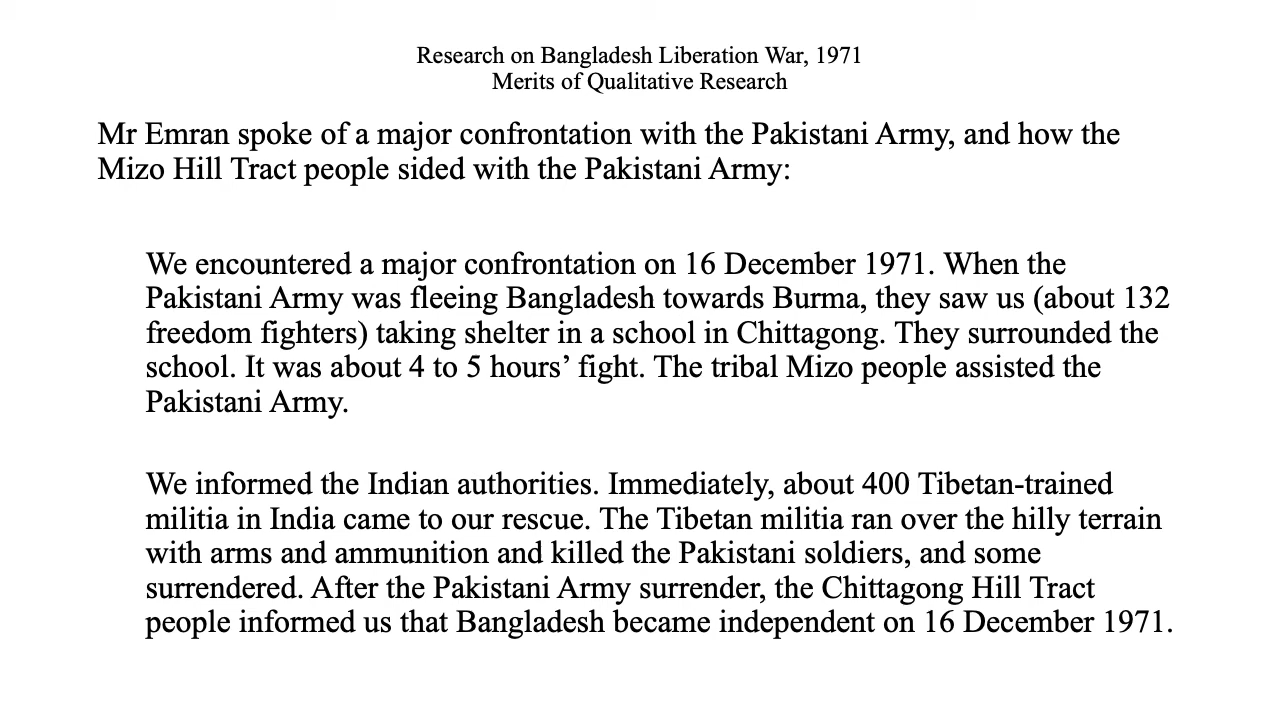 Research on Bangladesh Liberation War, 1971
Merits of Qualitative Research
Mr Emran spoke of a major confrontation with the Pakistani Army, and how the
Mizo Hill Tract people sided with the Pakistani Army:
We encountered a major confrontation on 16 December 1971. When the
Pakistani Army was fleeing Bangladesh towards Burma, they saw us (about 132
freedom fighters) taking shelter in a school in Chittagong. They surrounded the
school. It was about 4 to 5 hours’ fight. The tribal Mizo people assisted the
Pakistani Army.
We informed the Indian authorities. Immediately, about 400 Tibetan-trained
militia in India came to our rescue. The Tibetan militia ran over the hilly terrain
with arms and ammunition and killed the Pakistani soldiers, and some
surrendered. After the Pakistani Army surrender, the Chittagong Hill Tract
people informed us that Bangladesh became independent on 16 December 1971.